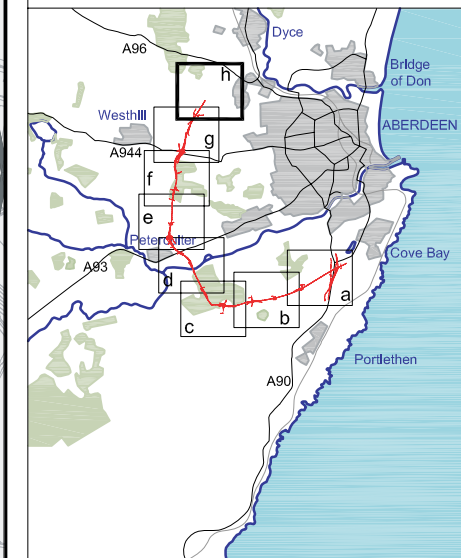 Dyce
A96
h
Bridge
of Don
Westhill
ABERDEEN
g
A944
f
e
Peterculter
Cove Bay
A93
d
a
b
c
Portlethen
A90